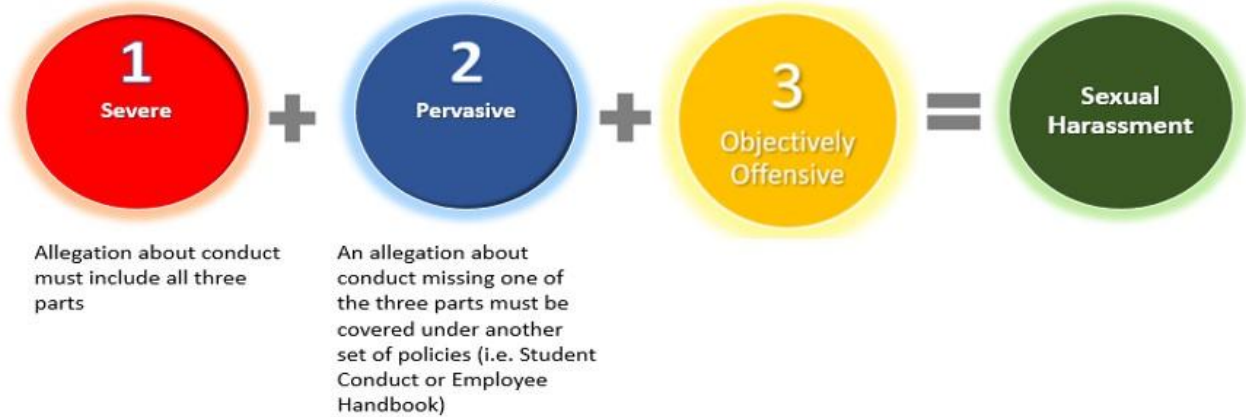 1
Severe
+
2
Pervasive
+
3
Objectively
Offensive
=
Sexual
Harassment
Allegation about conduct
must include all three
parts
An allegation about
conduct missing one of
the three parts must be
covered under another
set of policies (i.e. Student
Conduct or Employee
Handbook)